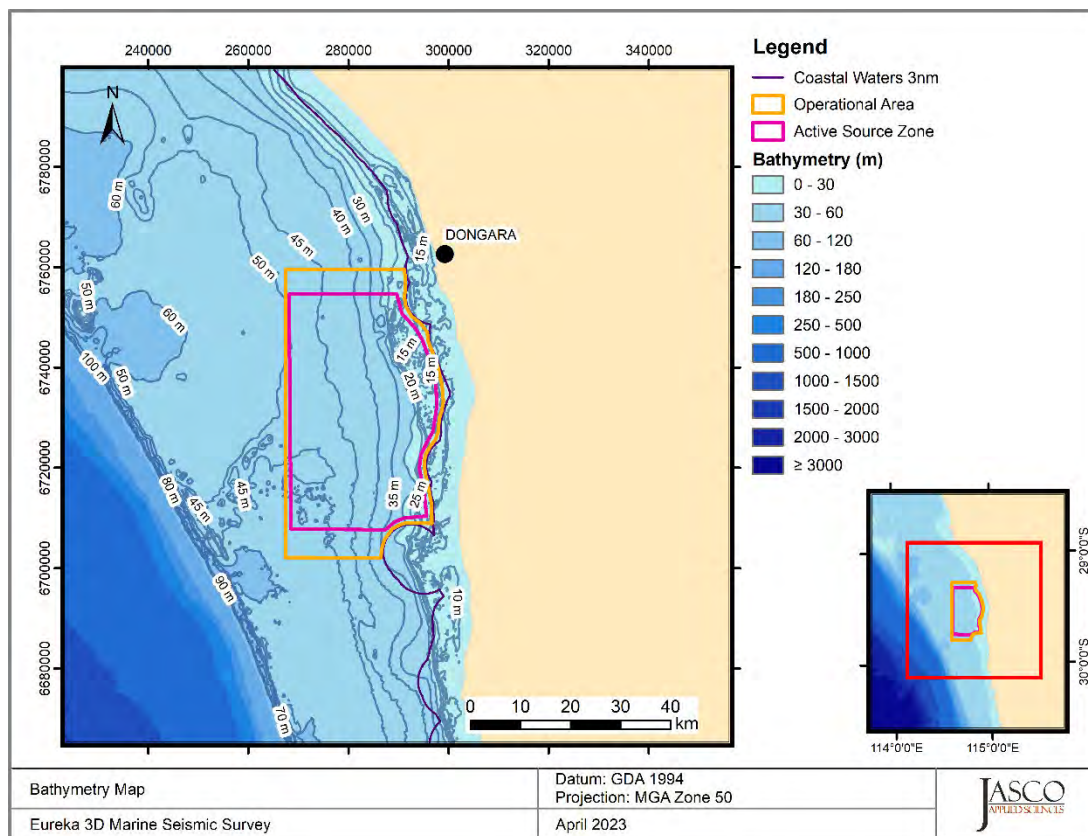 240000 260000 280000 300000 320000 340000
6780000
6760000
6740000
6720000
6700000
6680000
N
DONGARA
60 m
30 m
40 m
45 m
50 m
15 m
50 m
60 m
100 m
50 m
15 m
15 m
20 m
80 m
45 m
45 m
35 m
25 m
90 m
10 m
70 m
0 10 20 30 40
km
Legend
Coastal Waters 3nm
Operational Area
Active Source Zone
Bathymetry (m)
0 - 30
30 - 60
60 - 120
120 - 180
180 - 250
250 - 500
500 - 1000
1000 - 1500
1500 - 2000
2000 - 3000
≥ 3000
29°0'S
30°0'S
114°0'0"E 115°0'0"E
Bathymetry Map
Datum: GDA 1994
Projection: MGA Zone 50
Eureka 3D Marine Seismic Survey
April 2023
JASCO
APPLIED SCIENCES